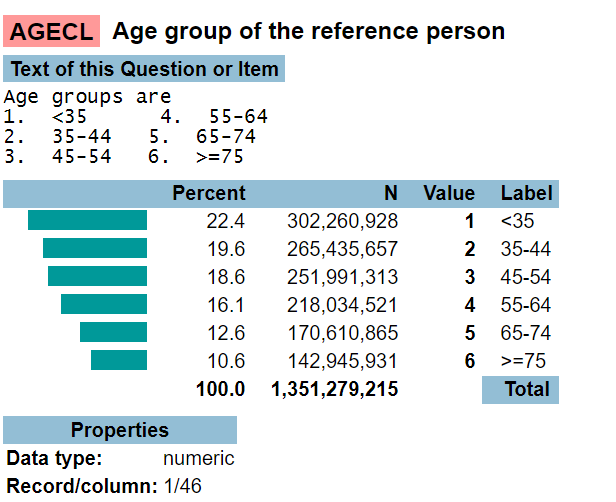 AGECL Age group of the reference person
Text of this Question or Item
Age groups are
1. <35 4. 55-64
2. 35-44 5. 65-74
3. 45-54 6. >=75
Percent N Value Label
22.4 302,260,928 1 <35
19.6 265,435,657 2 35-44
18.6 251,991,313 3 45-54
16.1 218,034,521 4 55-64
12.6 170,610,865 5 65-74
10.6 142,945,931 6 >=75
100.0 1,351,279,215 Total
Properties
Data type: numeric
Record/column: 1/46